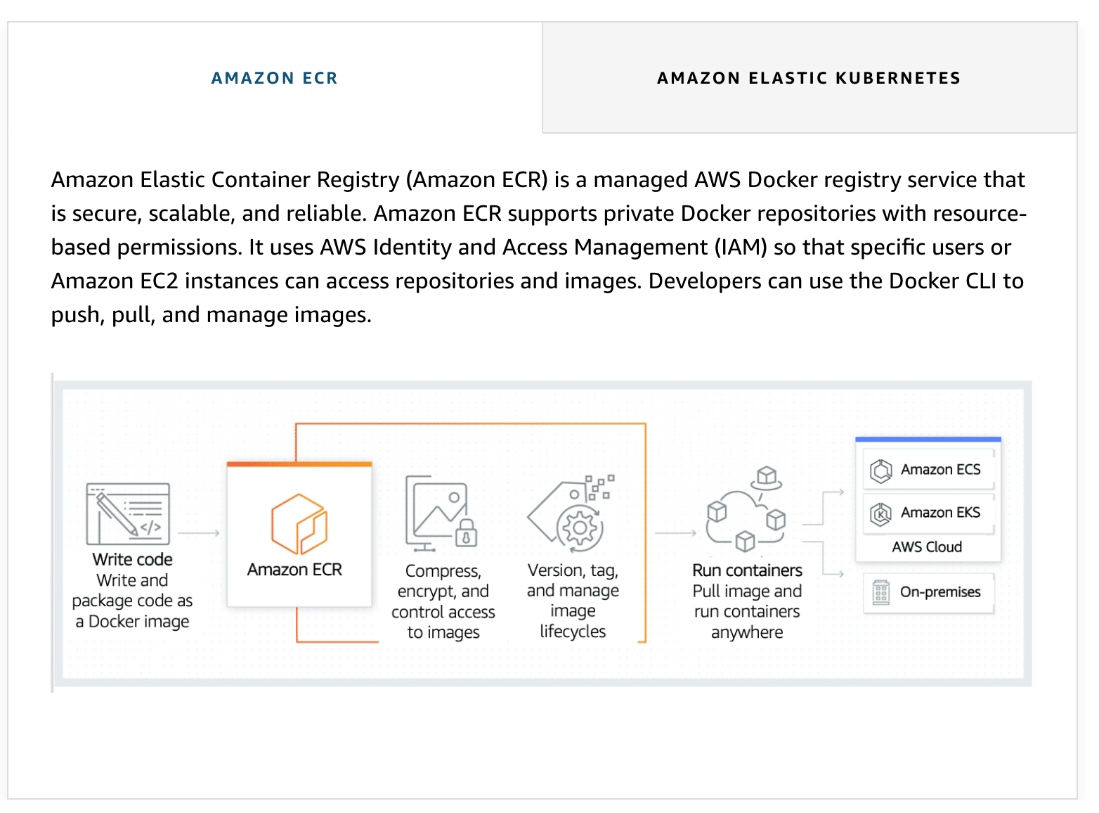 AMAZON ECR
AMAZON ELASTIC KUBERNETES
Amazon Elastic Container Registry (Amazon ECR) is a managed AWS Docker registry service that
is secure, scalable, and reliable. Amazon ECR supports private Docker repositories with resource-
based permissions. It uses AWS Identity and Access Management (IAM) so that specific users or
Amazon EC2 instances can access repositories and images. Developers can use the Docker CLI to
push, pull, and manage images.
</>
Write code
Write and
package code as
a Docker image
Amazon ECR
Compress,
encrypt, and
control access
to images
Version, tag,
and manage
image
lifecycles
Run containers
Pull image and
run containers
anywhere
Amazon ECS
K
Amazon EKS
AWS Cloud
On-premises